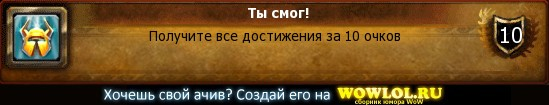 Ты смог!
Получите все достижения за 10 очков
10
Хочешь свой ачив? Создай его на WOWLOL.RU
сборник юмора WoW